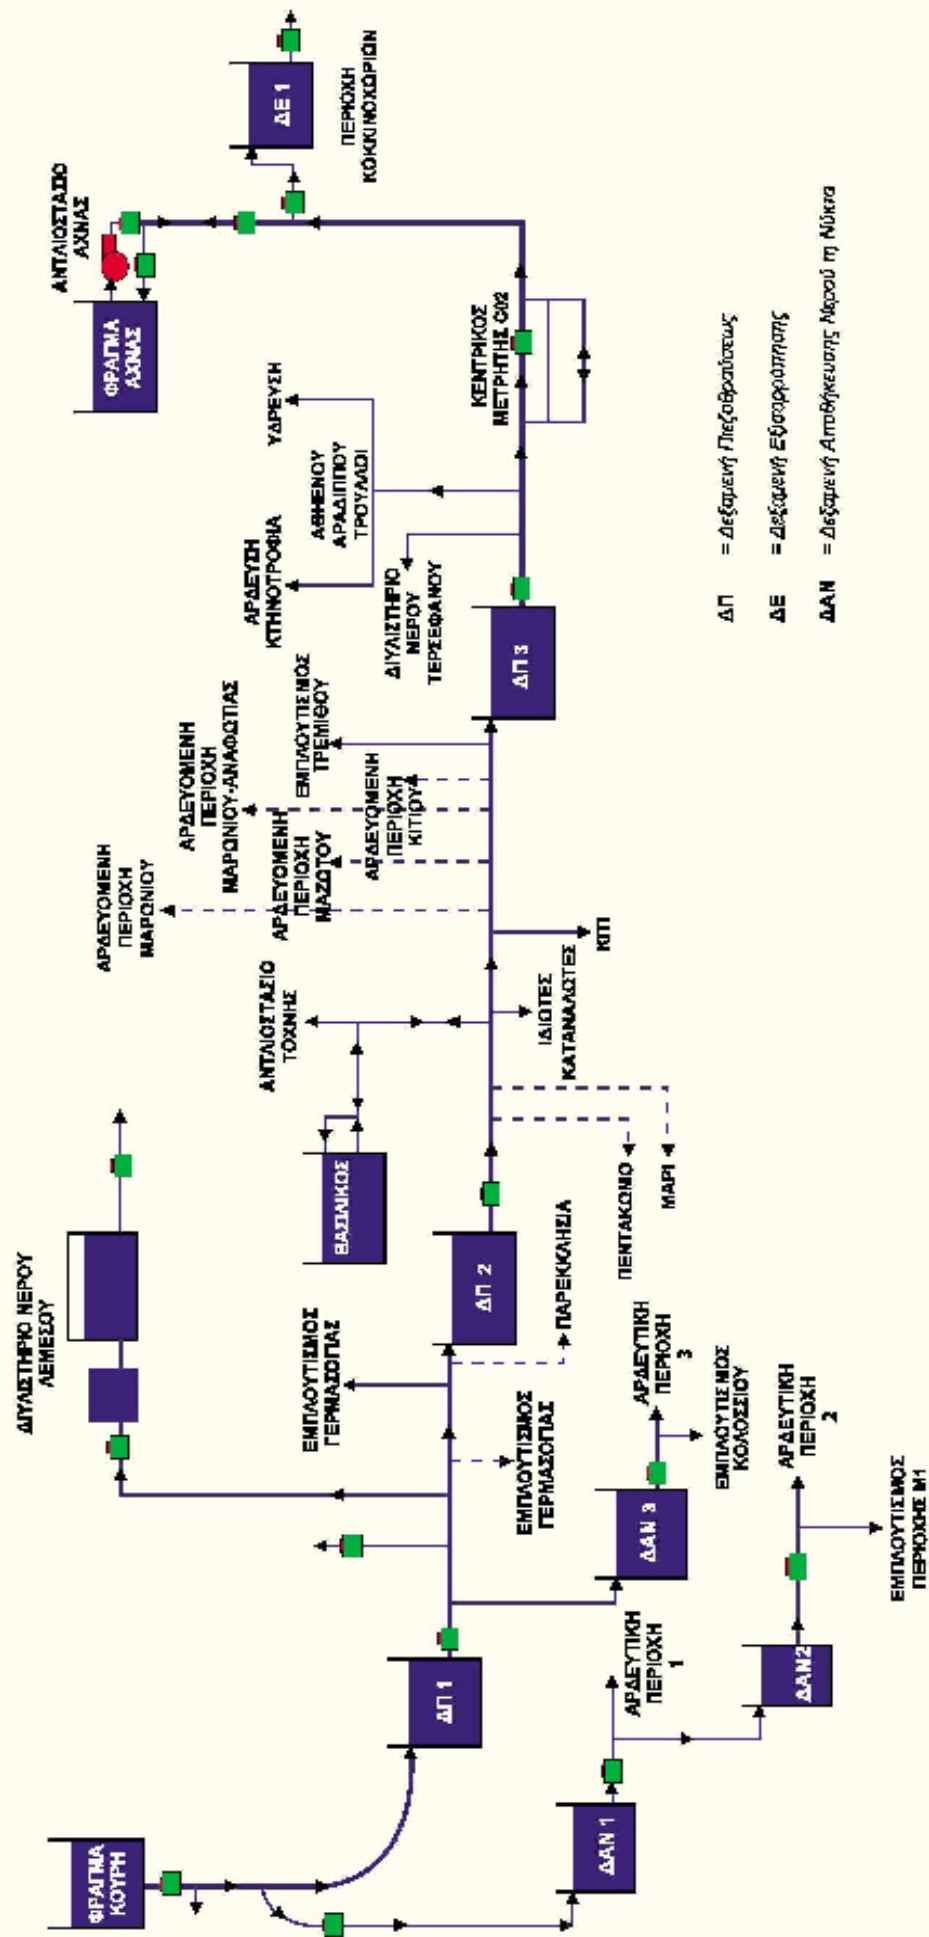 ΦΡΑΓΜΑ
ΚΟΥΡΗ
ΔΠ 1
ΔΑΝ 1
ΑΡΔΕΥΤΙΚΗ
ΠΕΡΙΟΧΗ
1
ΔΑΝ 2
ΑΡΔΕΥΤΙΚΗ
ΠΕΡΙΟΧΗ
2
ΕΜΠΛΟΥΤΙΣΜΟΣ
ΠΕΡΙΟΧΗΣ Μ1
ΔΑΝ 3
ΑΡΔΕΥΤΙΚΗ
ΠΕΡΙΟΧΗ
3
ΕΜΠΛΟΥΤΙΣΜΟΣ
ΚΟΛΟΣΣΙΟΥ
ΔΙΥΛΙΣΤΗΡΙΟ ΝΕΡΟΥ
ΛΕΜΕΣΟΥ
ΕΜΠΛΟΥΤΙΣΜΟΣ
ΓΕΡΜΑΣΟΓΙΑΣ
ΕΜΠΛΟΥΤΙΣΜΟΣ
ΓΕΡΜΑΣΟΓΙΑΣ
ΠΑΡΕΚΚΛΗΣΙΑ
ΔΠ 2
ΒΑΣΙΛΙΚΟΣ
ΑΝΤΛΙΟΣΤΑΣΙΟ
ΤΟΧΝΗΣ
ΠΕΝΤΑΚΩΜΟ
ΜΑΡΙ
ΙΔΙΩΤΕΣ
ΚΑΤΑΝΑΛΩΤΕΣ
ΚΙΤΙ
ΑΡΔΕΥΟΜΕΝΗ
ΠΕΡΙΟΧΗ
ΜΑΡΩΝΙΟΥ
ΑΡΔΕΥΟΜΕΝΗ
ΠΕΡΙΟΧΗ
ΜΑΖΩΤΟΥ
ΑΡΔΕΥΟΜΕΝΗ
ΠΕΡΙΟΧΗ
ΜΑΡΩΝΙΟΥ-ΑΝΑΦΩΤΙΑΣ
ΑΡΔΕΥΟΜΕΝΗ
ΠΕΡΙΟΧΗ
ΚΙΤΙΟΥ
ΕΜΠΛΟΥΤΙΣΜΟΣ
ΤΡΕΜΙΘΟΥ
ΔΠ 3
ΔΙΥΛΙΣΤΗΡΙΟ
ΝΕΡΟΥ
ΤΕΡΣΕΦΑΝΟΥ
ΑΡΔΕΥΣΗ
ΚΤΗΝΟΤΡΟΦΙΑ
ΑΘΗΕΝΟΥ
ΑΡΑΔΙΠΠΟΥ
ΤΡΟΥΛΛΟΙ
ΥΔΡΕΥΣΗ
ΚΕΝΤΡΙΚΟΣ
ΜΕΤΡΗΤΗΣ C02
ΦΡΑΓΜΑ
ΑΧΝΑΣ
ΑΝΤΛΙΟΣΤΑΣΙΟ
ΑΧΝΑΣ
ΔΕ 1
ΠΕΡΙΟΧΗ
ΚΟΚΚΙΝΟΧΩΡΙΩΝ
ΔΠ = Δεξαμενή Πιεζοθραύσεως
ΔΕ = Δεξαμενή Εξισορρόπησης
ΔΑΝ = Δεξαμενή Αποθήκευσης Νερού τη Νύκτα